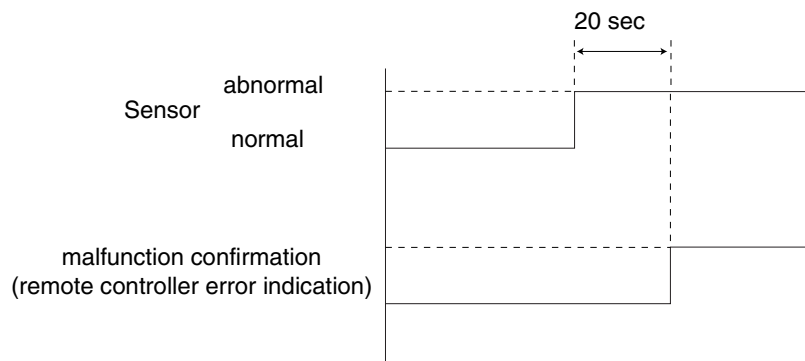 20 sec
abnormal
Sensor
normal
malfunction confirmation
(remote controller error indication)